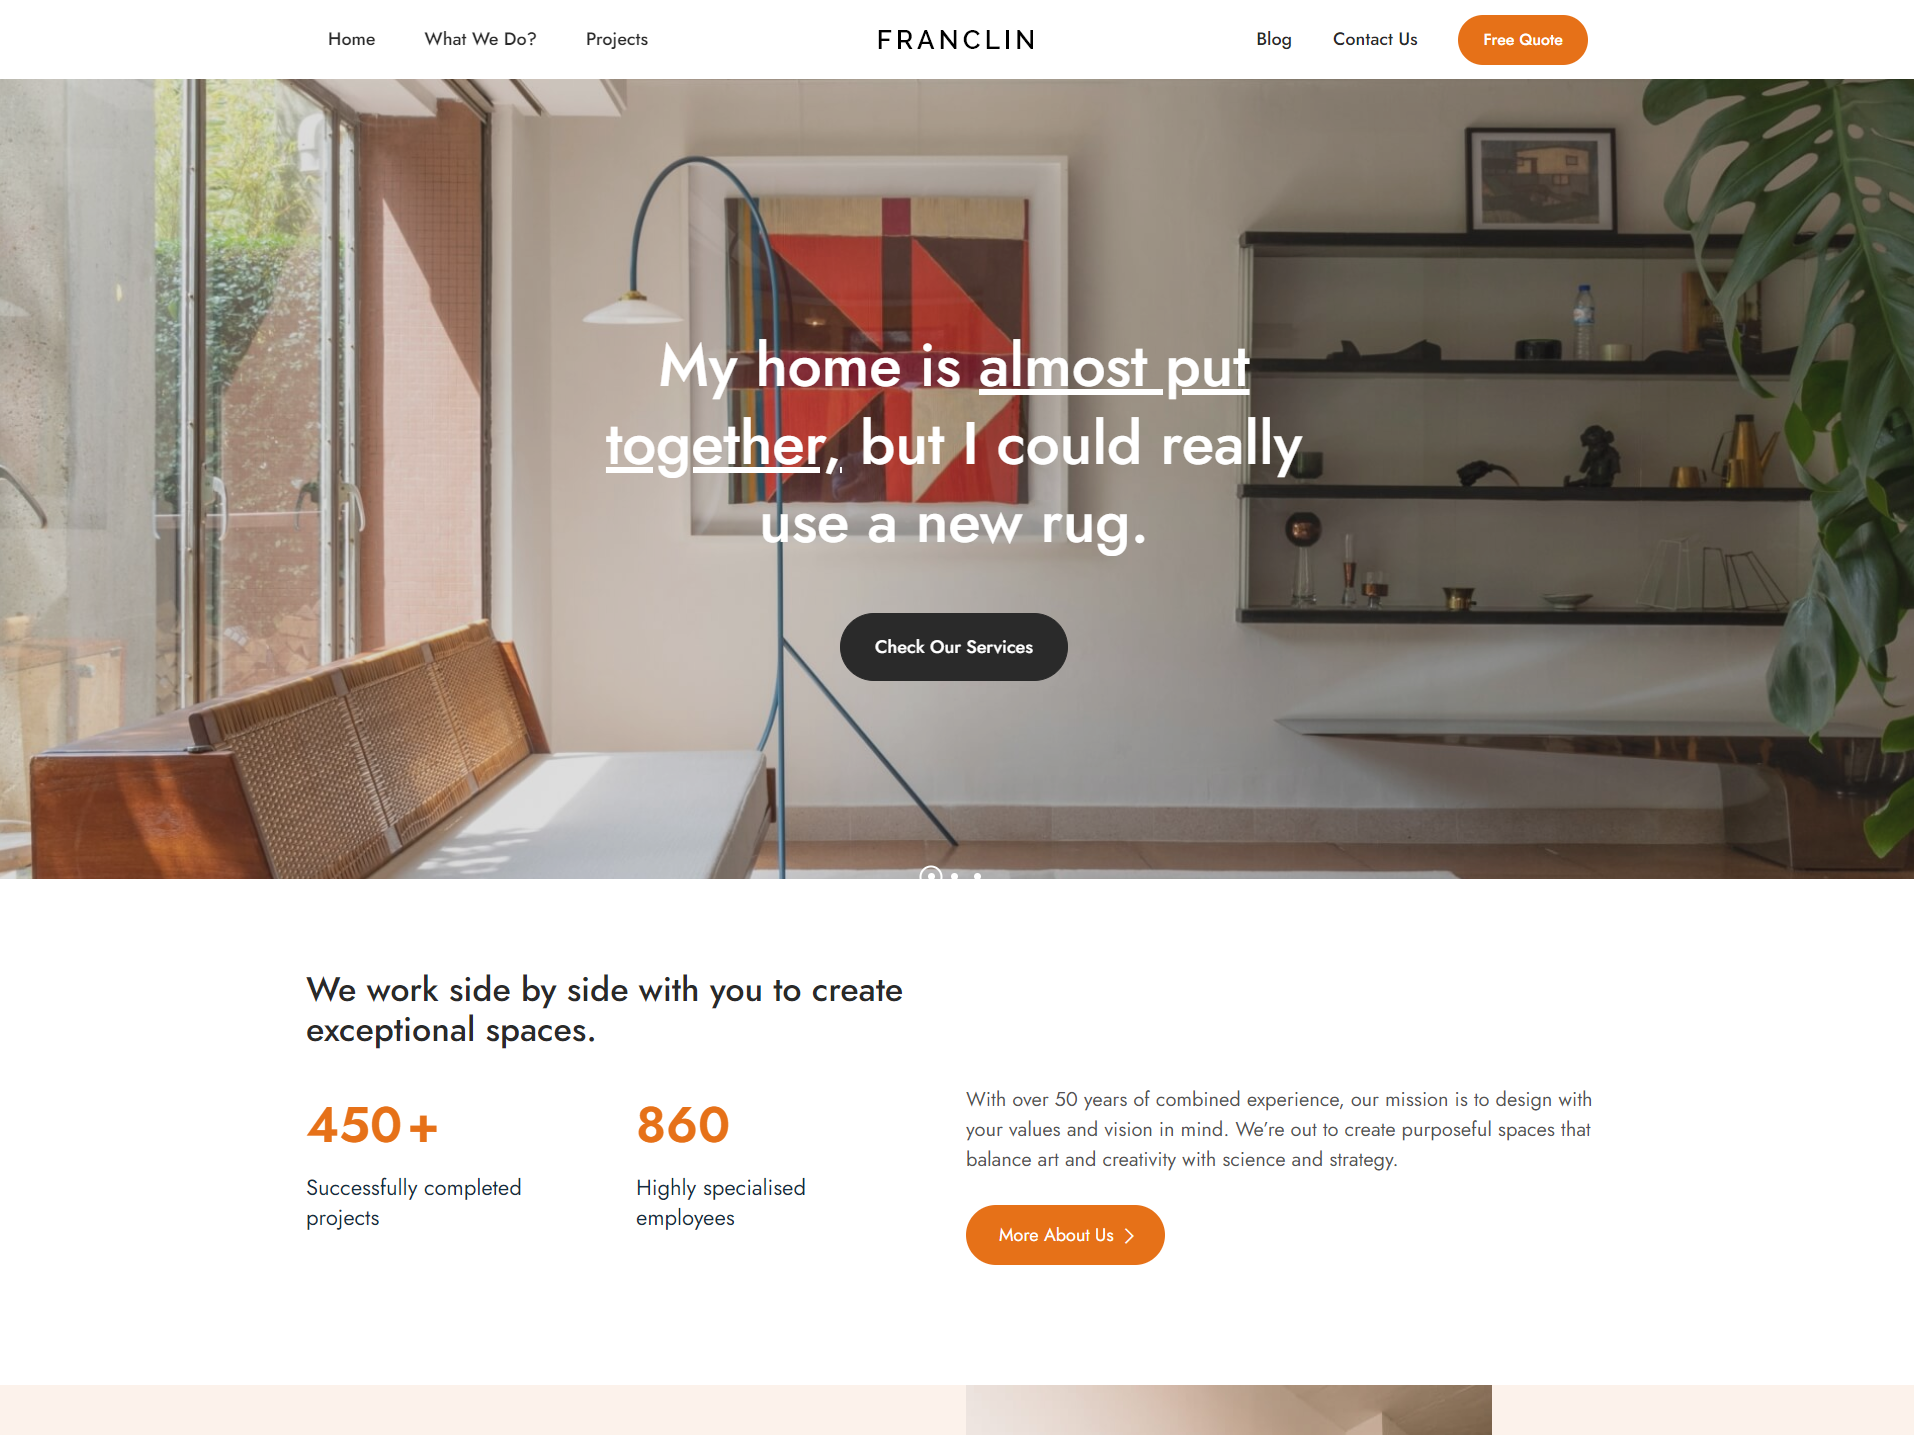 Home What We Do? Projects FRANCLIN Blog Contact Us Free Quote
My home is almost put
together, but I could really
use a new rug.
Check Our Services
We work side by side with you to create
exceptional spaces.
450+
Successfully completed
projects
860
Highly specialised
employees
With over 50 years of combined experience, our mission is to design with
your values and vision in mind. We’re out to create purposeful spaces that
balance art and creativity with science and strategy.
More About Us